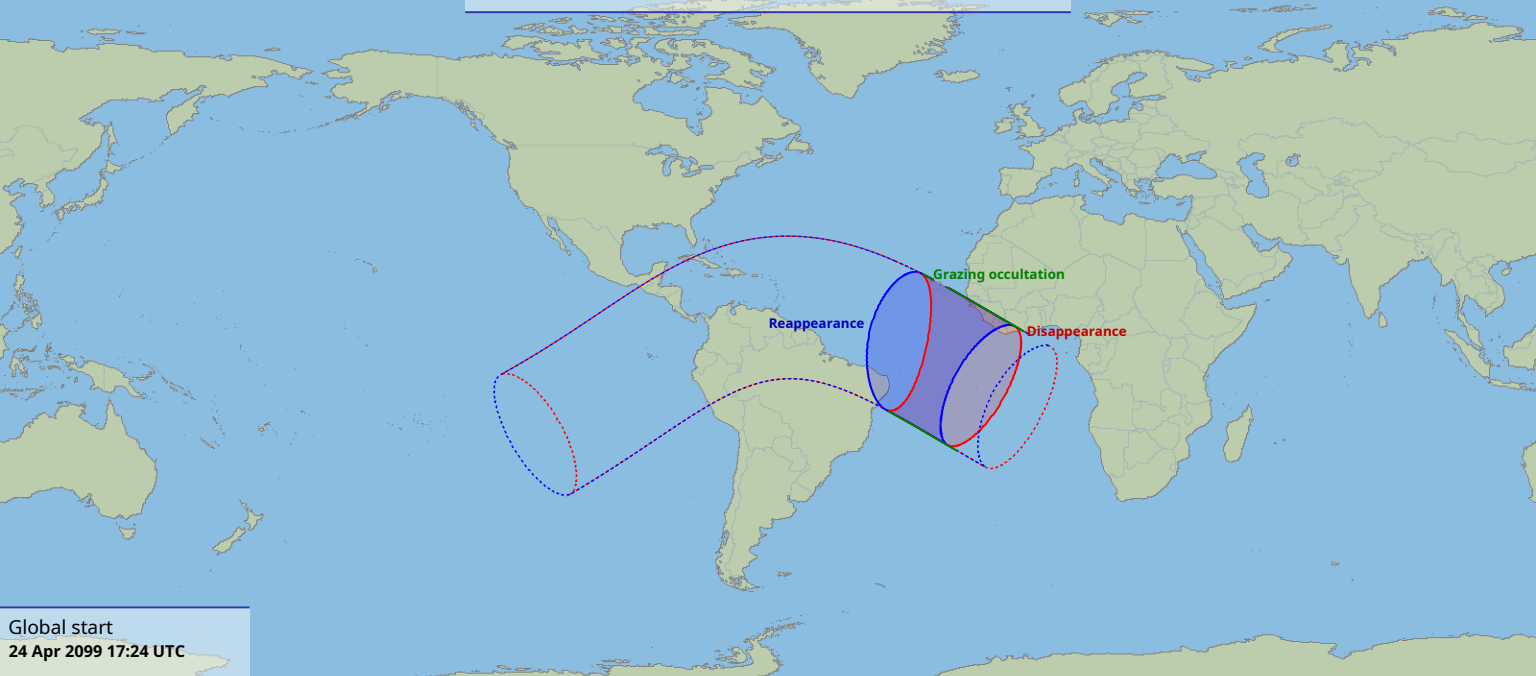 Grazing occultation
Reappearance
Disappearance
Global start
24 Apr 2099 17:24 UTC